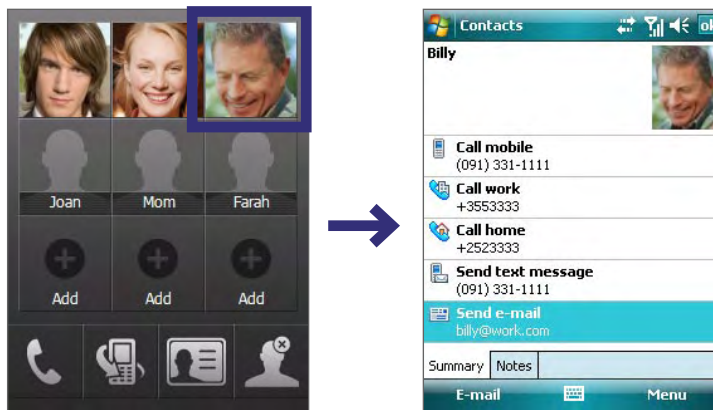 Joan Mom Farah
Add Add Add
Contacts
ok
Billy
Call mobile
(091) 331-1111
Call work
+3553333
Call home
+2523333
Send text message
(091) 331-1111
Send e-mail
billy@work.com
Summary Notes
E-mail Menu